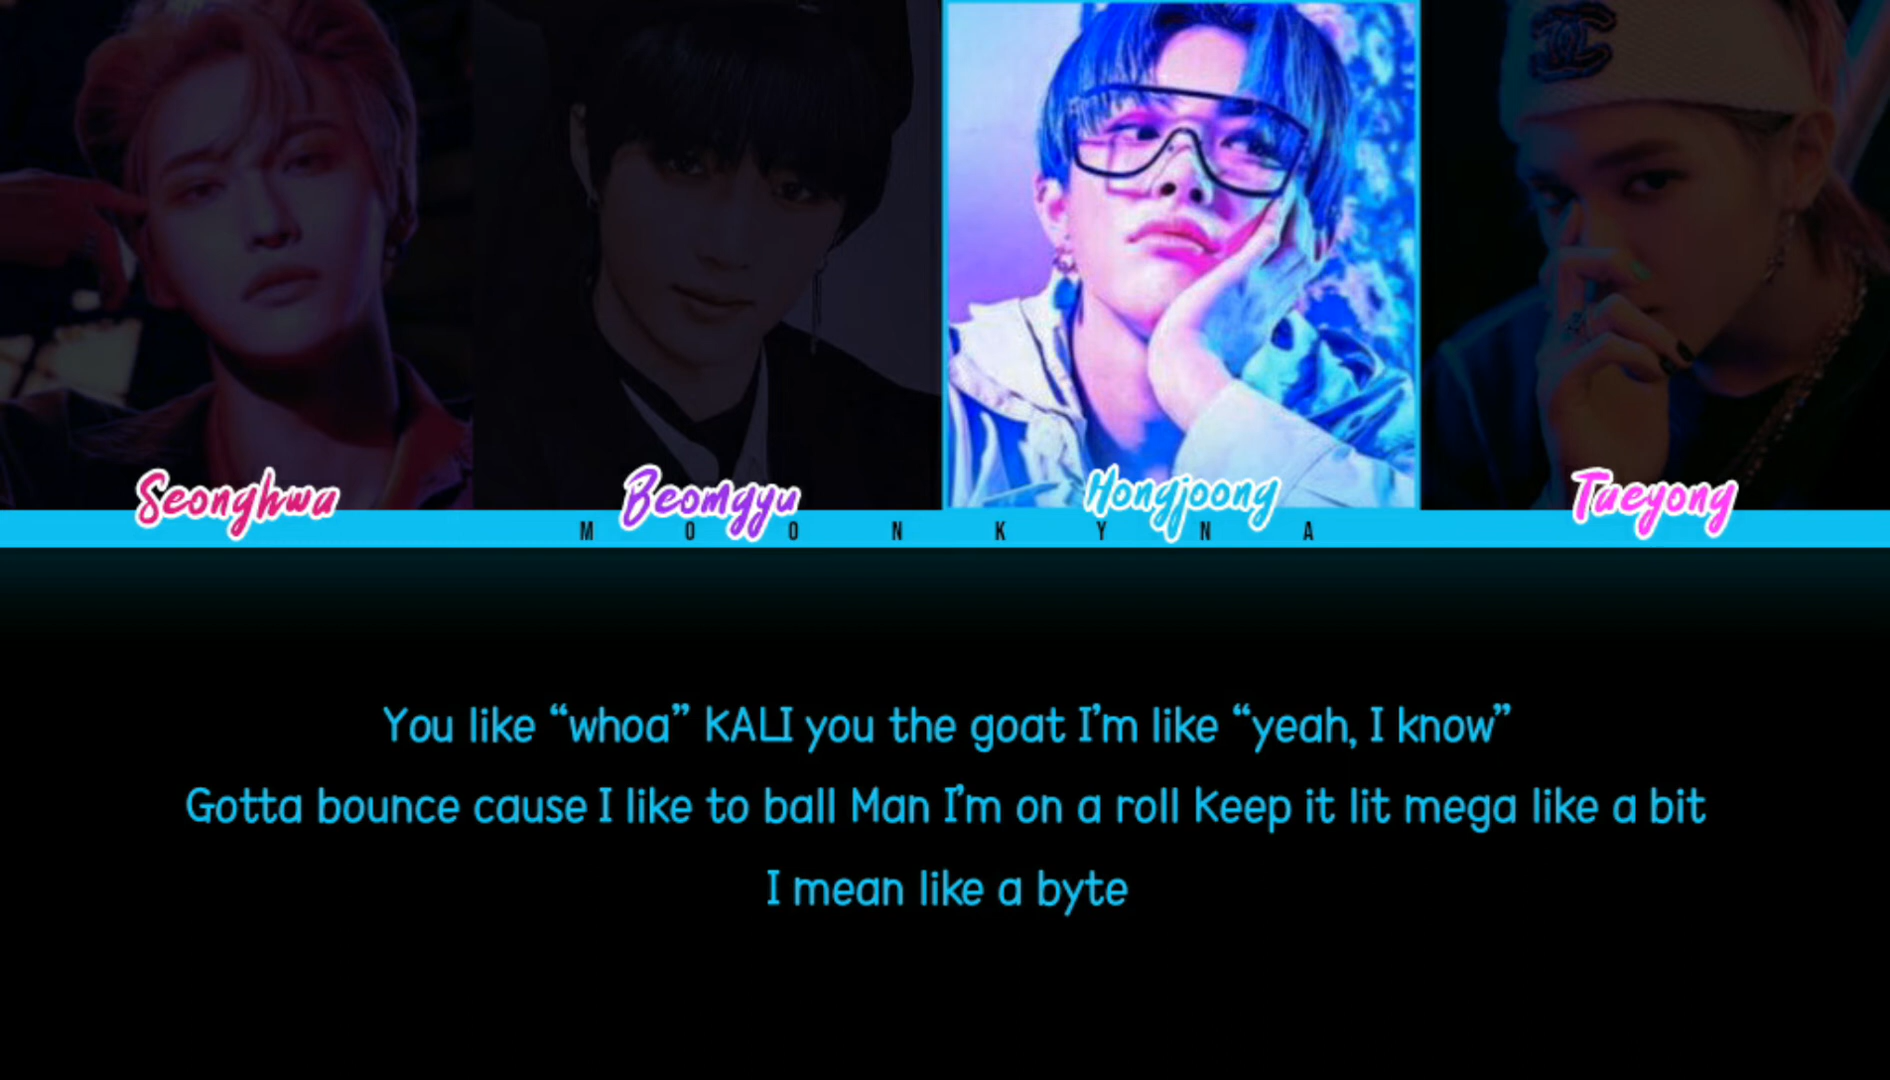 Seonghwa
Beomgyu
Hongjoong
Taeyong
MOONKYNA
You like “whoa” KALI you the goat I’m like “yeah, I know”
Gotta bounce cause I like to ball Man I’m on a roll Keep it lit mega like a bit
I mean like a byte